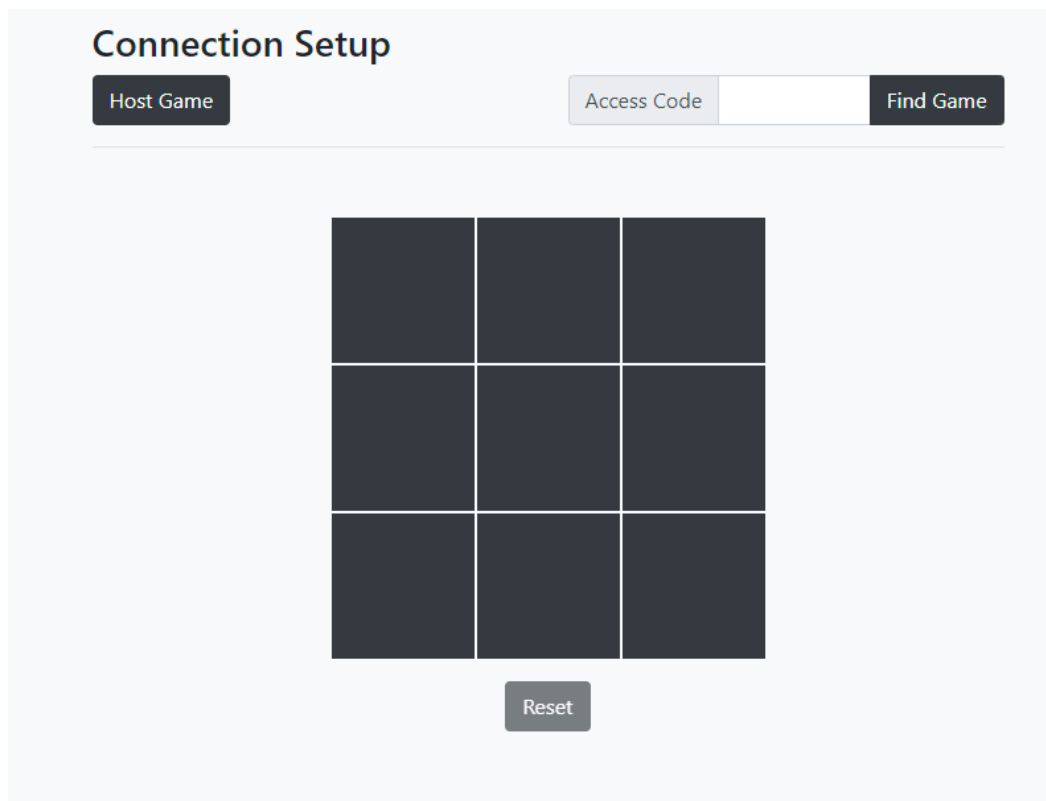 Connection Setup
Host Game
Access Code
Find Game
Reset